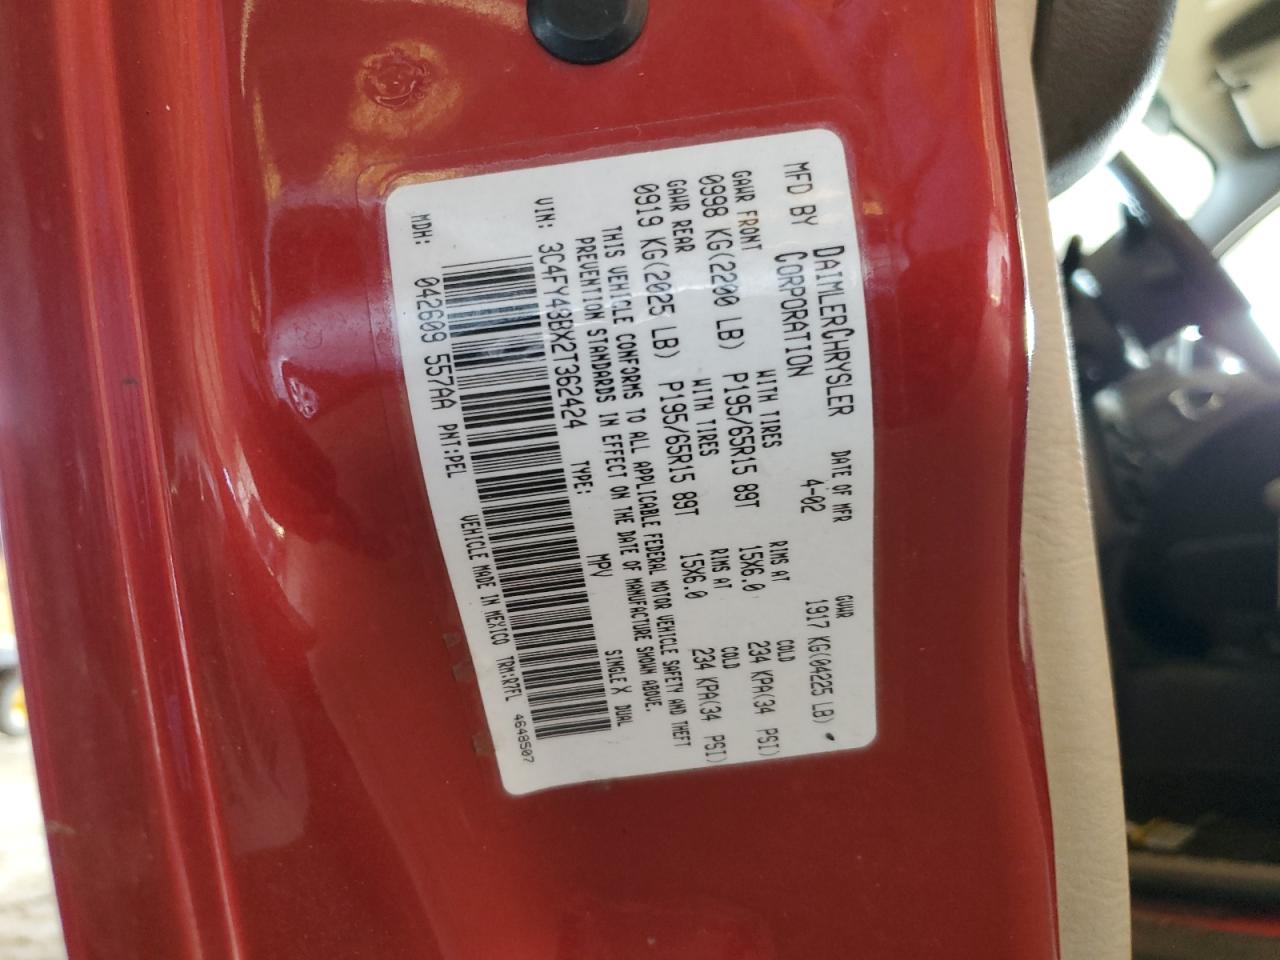 MFD BY DAIMLERCHRYSLER CORPORATION
DATE OF MFR 4-02
GVWR 1917 KG(04225 LB)
GAWR FRONT 0998 KG(2200 LB)
WITH TIRES P195/65R15 89T
RIMS AT 15X6.0
COLD 234 KPA(34 PSI)
GAWR REAR 0919 KG(2025 LB)
WITH TIRES P195/65R15 89T
RIMS AT 15X6.0
COLD 234 KPA(34 PSI)
THIS VEHICLE CONFORMS TO ALL APPLICABLE FEDERAL MOTOR VEHICLE SAFETY AND THEFT
PREVENTION STANDARDS IN EFFECT ON THE DATE OF MANUFACTURE SHOWN ABOVE.
VIN: 3C4FY48BX2T362424 TYPE: MPV SINGLE X DUAL
MDH: 042609 557AA PNT:PEL
VEHICLE MADE IN MEXICO TRM:R7FL 4648507